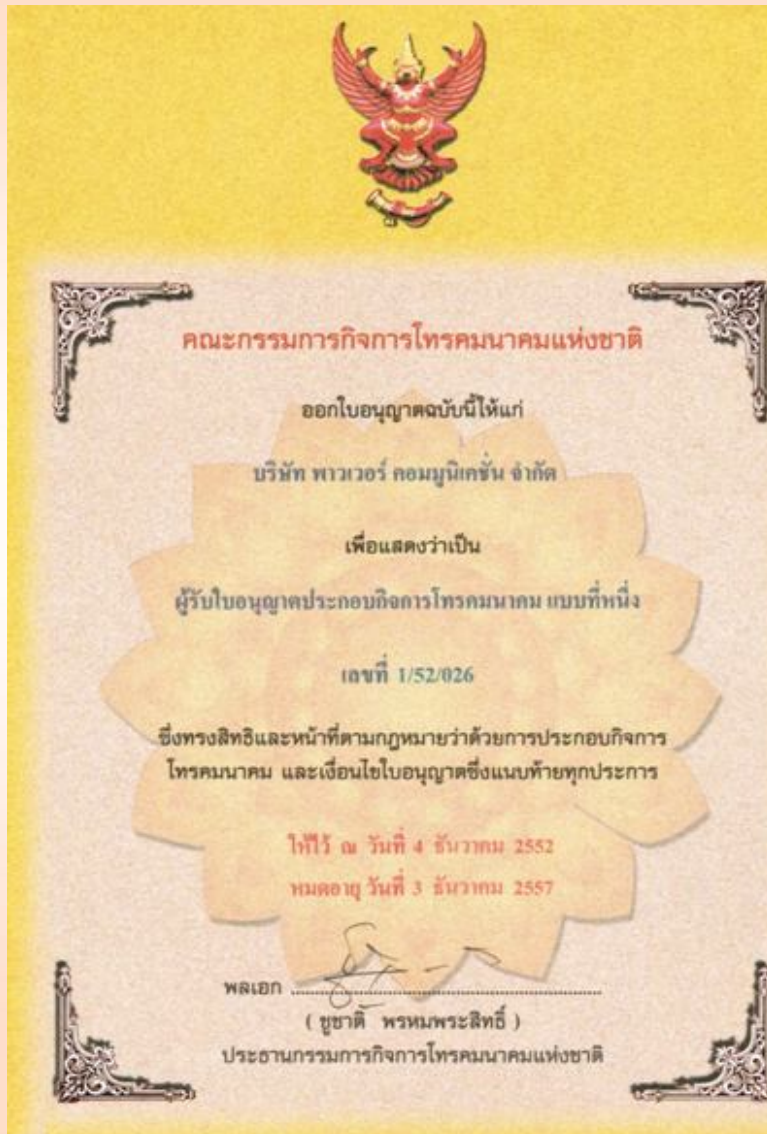 คณะกรรมการกิจการโทรคมนาคมแห่งชาติ
ออกใบอนุญาตฉบับนี้ให้แก่
บริษัท พาวเวอร์ คอมมูนิเคชั่น จำกัด
เพื่อแสดงว่าเป็น
ผู้รับใบอนุญาตประกอบกิจการโทรคมนาคม แบบที่หนึ่ง
เลขที่ 1/52/026
ซึ่งทรงสิทธิและหน้าที่ตามกฎหมายว่าด้วยการประกอบกิจการ
โทรคมนาคม และเงื่อนไขใบอนุญาตซึ่งแนบท้ายทุกประการ
ให้ไว้ ณ วันที่ 4 ธันวาคม 2552
หมดอายุ วันที่ 3 ธันวาคม 2557
พลเอก ........................................................
( ชูชาติ พรหมพระสิทธิ์ )
ประธานกรรมการกิจการโทรคมนาคมแห่งชาติ